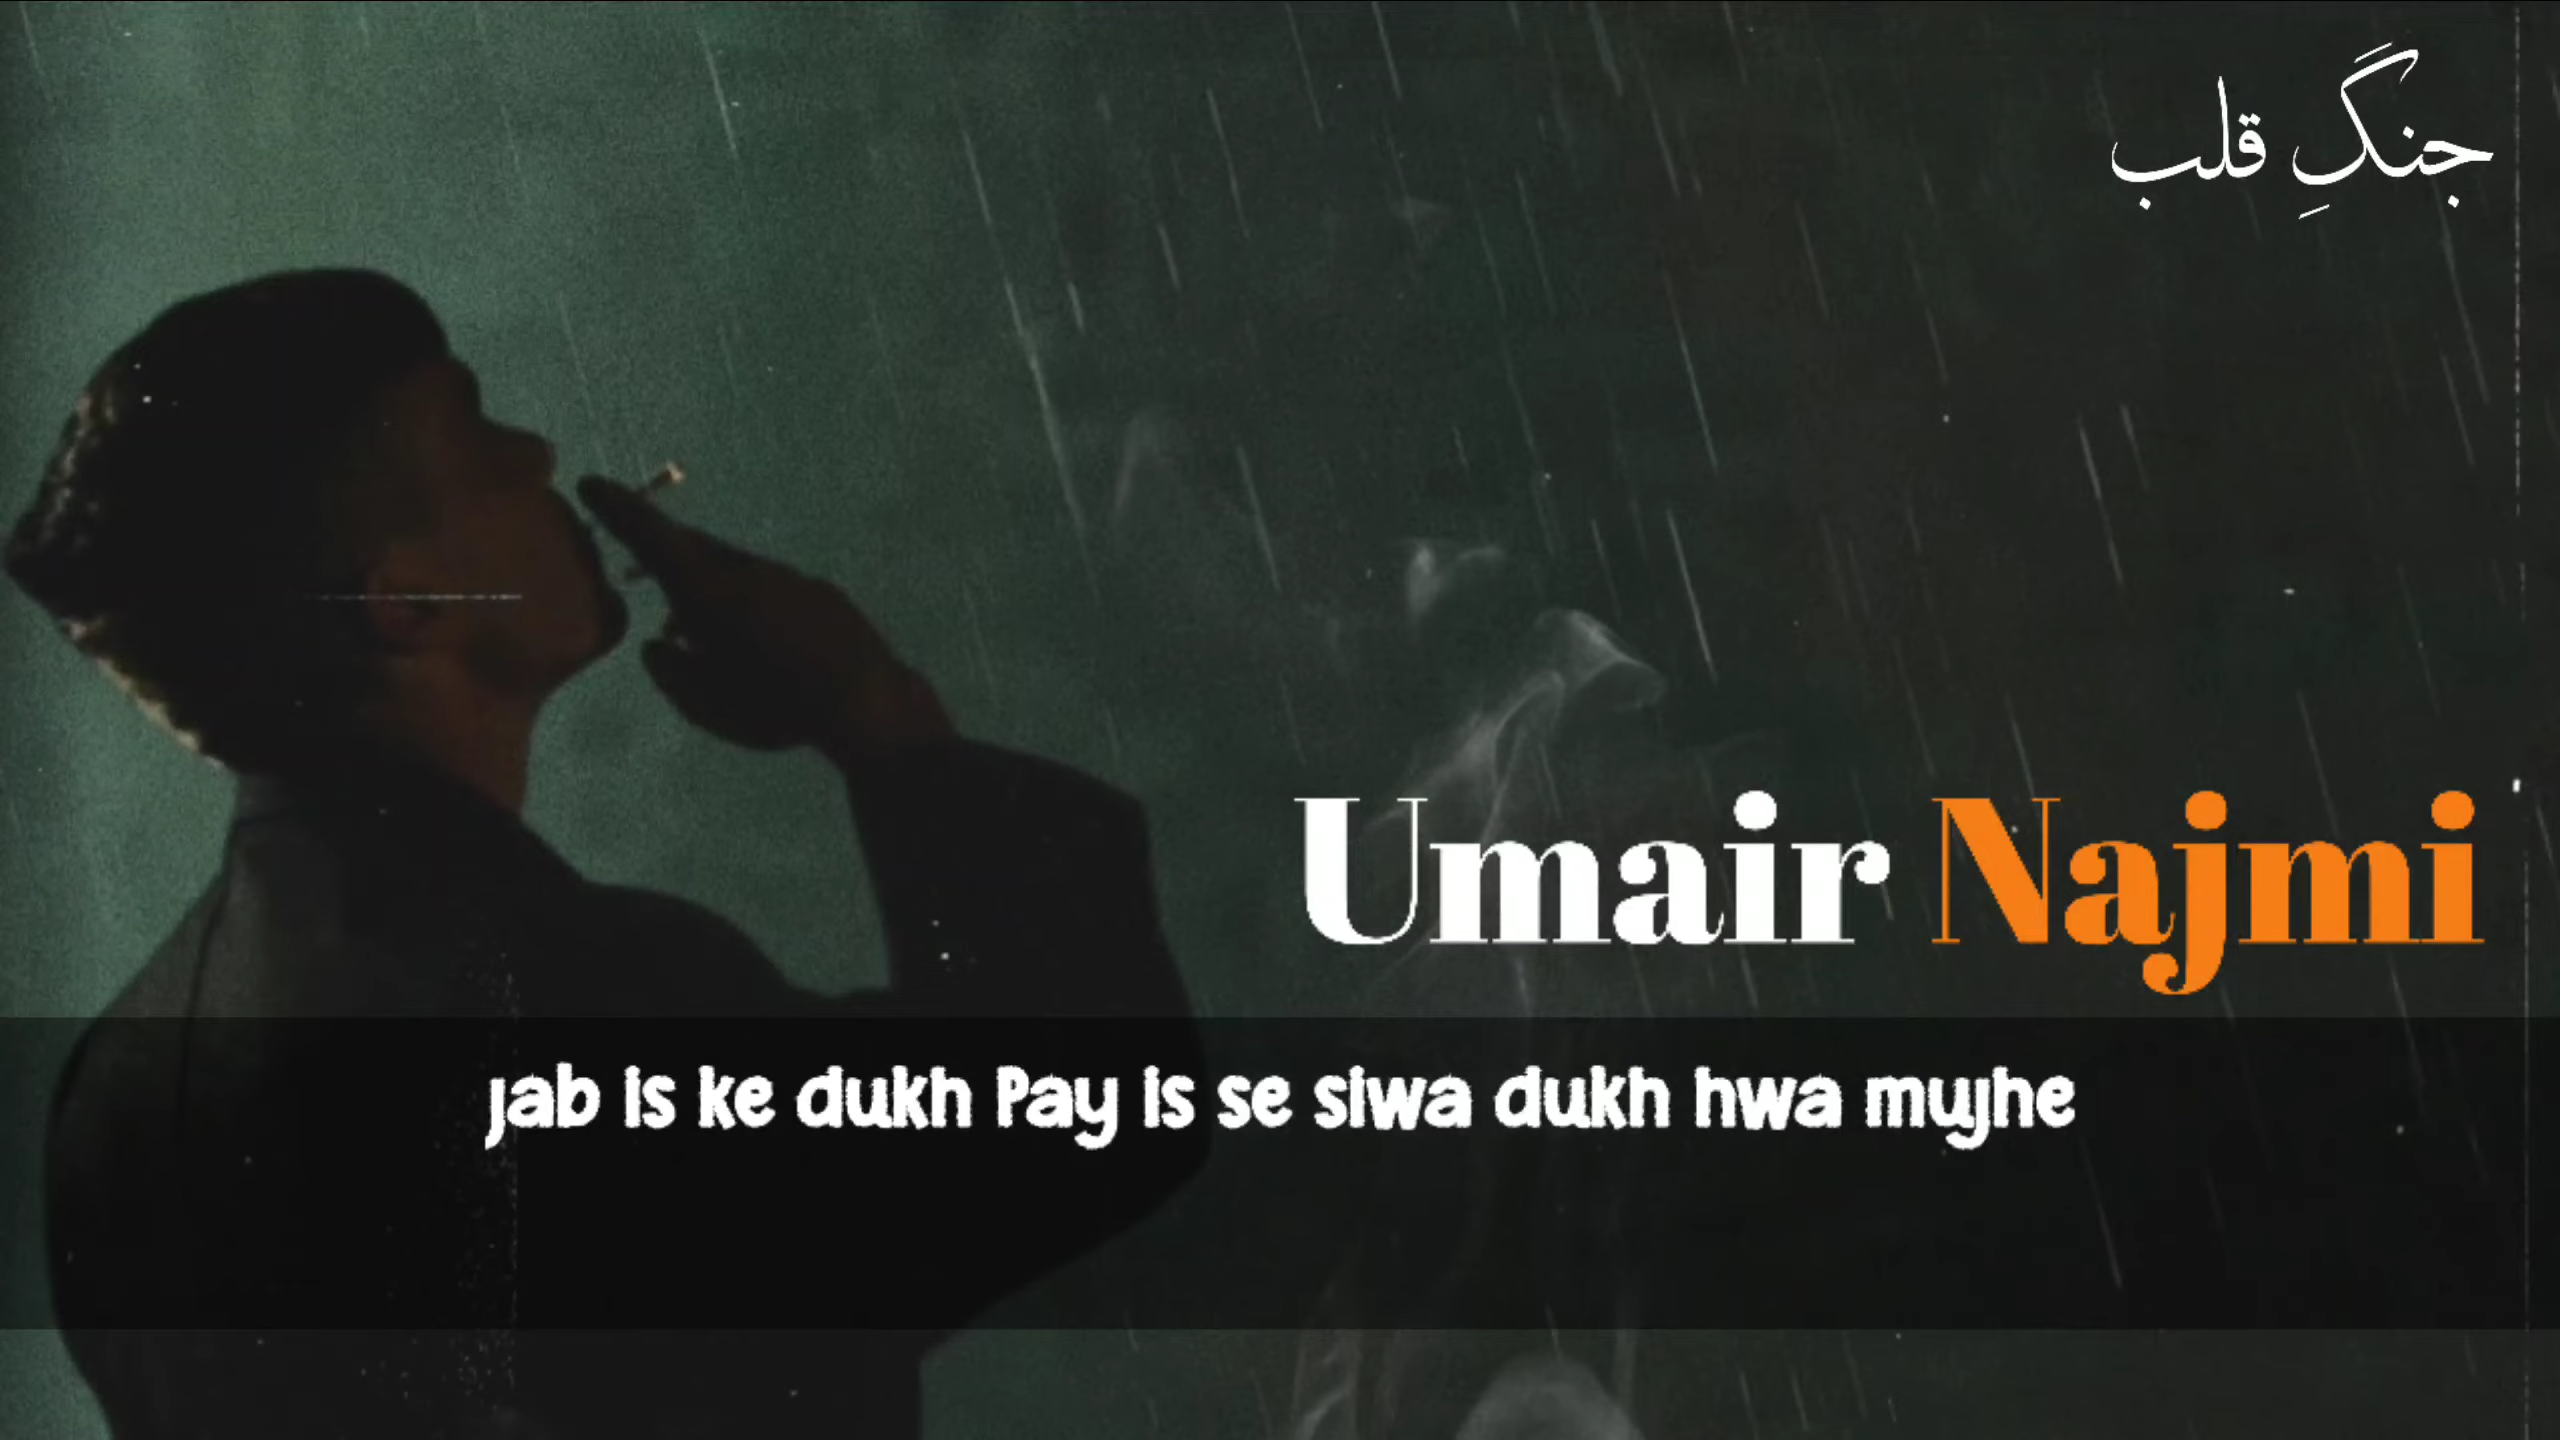 جنگِ قلب
Umair Najmi
jab is ke dukh Pay is se siwa dukh hwa mujhe